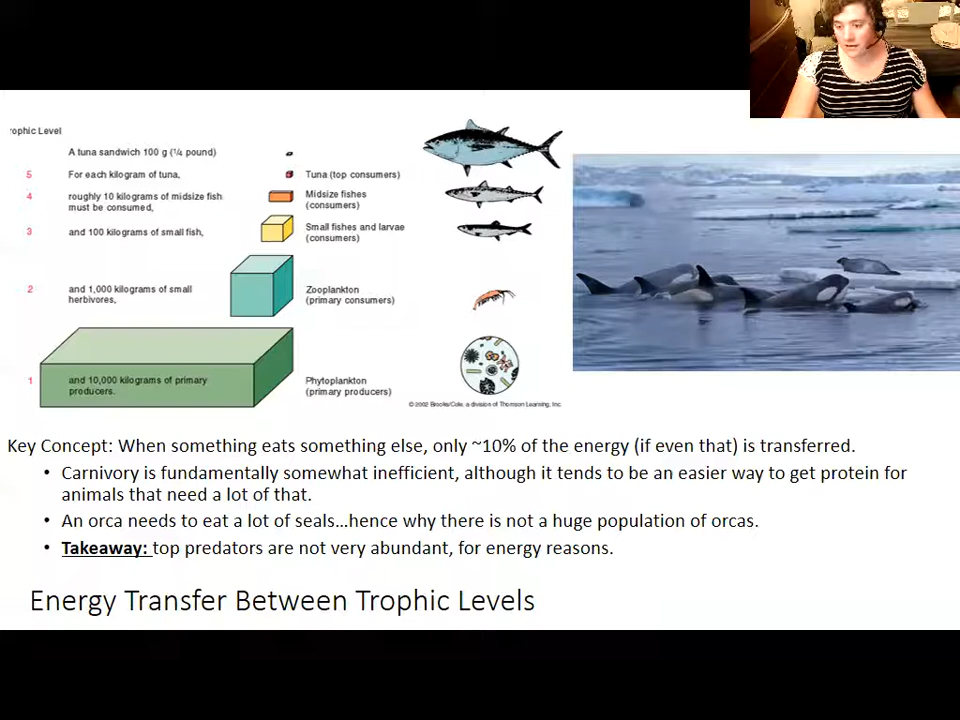 rophic Level
A tuna sandwich 100 g (¼ pound)
5 For each kilogram of tuna, Tuna (top consumers)
4 roughly 10 kilograms of midsize fish must be consumed, Midsize fishes (consumers)
3 and 100 kilograms of small fish, Small fishes and larvae (consumers)
2 and 1,000 kilograms of small herbivores, Zooplankton (primary consumers)
1 and 10,000 kilograms of primary producers. Phytoplankton (primary producers)
© 2002 Brooks/Cole, a division of Thomson Learning, Inc.
Key Concept: When something eats something else, only ~10% of the energy (if even that) is transferred.
• Carnivory is fundamentally somewhat inefficient, although it tends to be an easier way to get protein for
animals that need a lot of that.
• An orca needs to eat a lot of seals…hence why there is not a huge population of orcas.
• Takeaway: top predators are not very abundant, for energy reasons.
Energy Transfer Between Trophic Levels